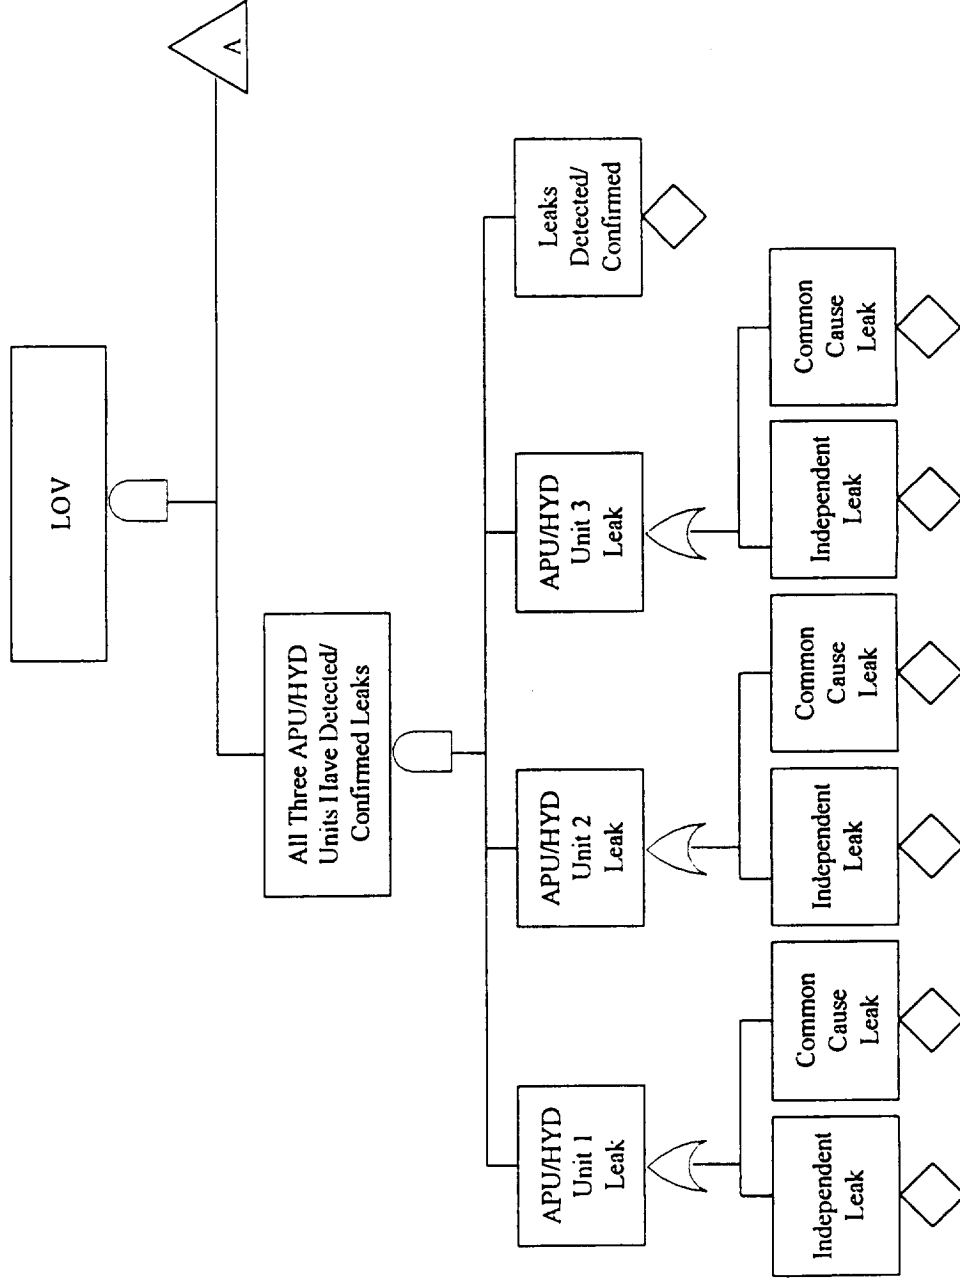 LOV
A
All Three APU/HYD
Units Have Detected/
Confirmed Leaks
APU/HYD
Unit 1
Leak
APU/HYD
Unit 2
Leak
APU/HYD
Unit 3
Leak
Leaks
Detected/
Confirmed
Independent
Leak
Common
Cause
Leak
Independent
Leak
Common
Cause
Leak
Independent
Leak
Common
Cause
Leak